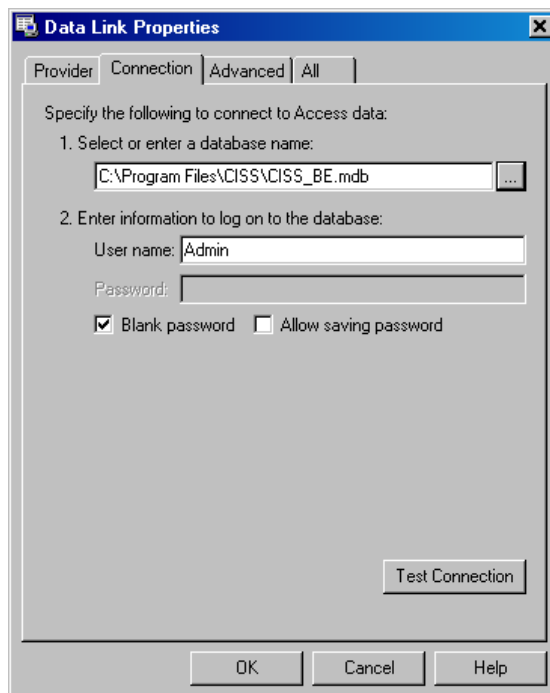 Data Link Properties
Provider Connection Advanced All
Specify the following to connect to Access data:
1. Select or enter a database name:
C:\Program Files\CISS\CISS_BE.mdb ...
2. Enter information to log on to the database:
User name: Admin
Password:
Blank password Allow saving password
Test Connection
OK Cancel Help